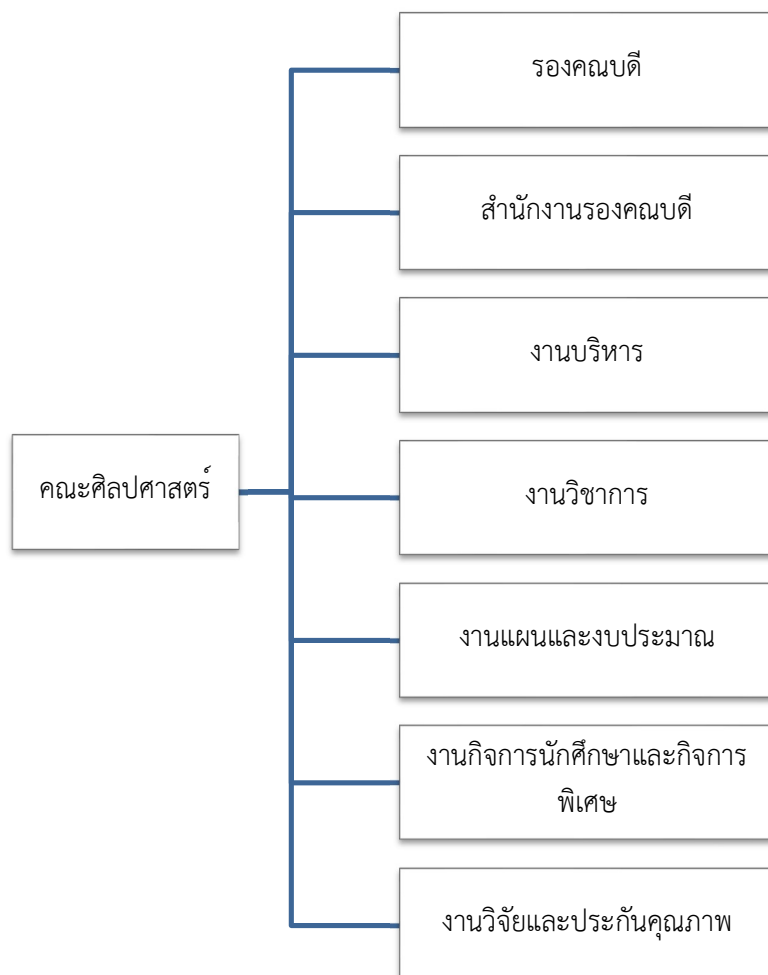 รองคณบดี
สำนักงานรองคณบดี
งานบริหาร
คณะศิลปศาสตร์
งานวิชาการ
งานแผนและงบประมาณ
งานกิจการนักศึกษาและกิจการ
พิเศษ
งานวิจัยและประกันคุณภาพ